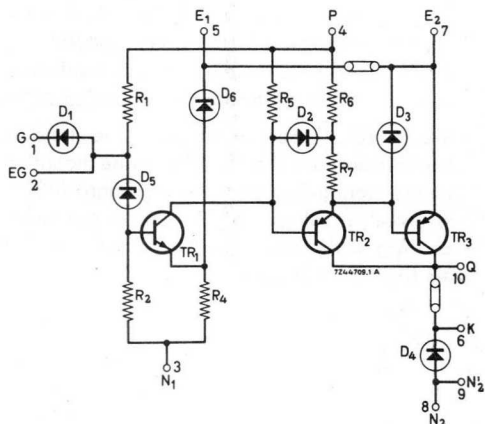 E1 P E2
5 4 7
R1 D6 R5 R6
D1 D2 D3
G
1
EG
2
D5 R7
TR1 TR2 TR3
7Z44709.1 A
Q
10
R2 R4
K
6
D4
3
N1
N'2
9
8
N2